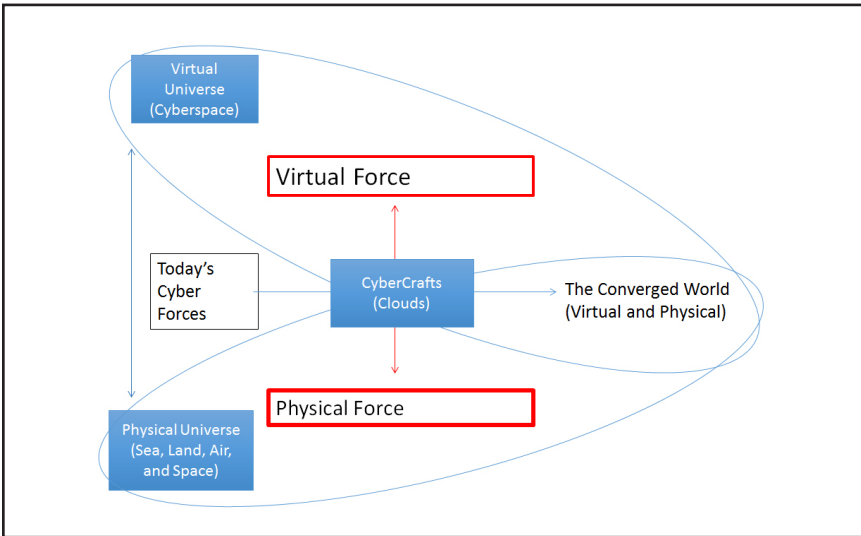 Virtual
Universe
(Cyberspace)
Virtual Force
Today’s
Cyber
Forces
CyberCrafts
(Clouds)
The Converged World
(Virtual and Physical)
Physical Force
Physical Universe
(Sea, Land, Air,
and Space)